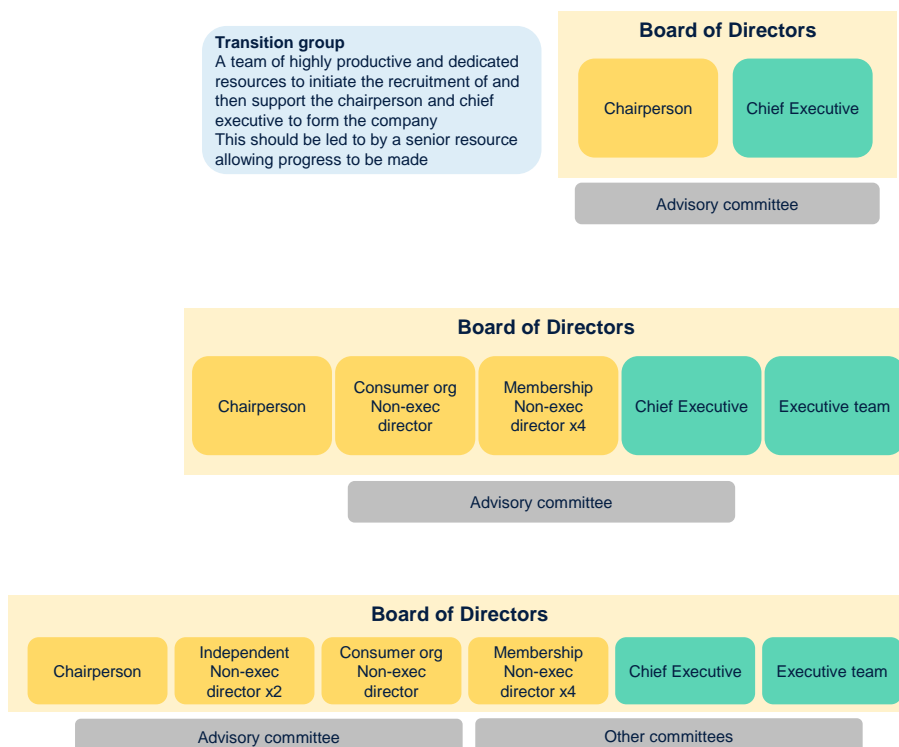 Transition group
A team of highly productive and dedicated
resources to initiate the recruitment of and
then support the chairperson and chief
executive to form the company
This should be led to by a senior resource
allowing progress to be made
Board of Directors
Chairperson
Chief Executive
Advisory committee
Board of Directors
Chairperson
Consumer org
Non-exec
director
Membership
Non-exec
director x4
Chief Executive
Executive team
Advisory committee
Board of Directors
Chairperson
Independent
Non-exec
director x2
Consumer org
Non-exec
director
Membership
Non-exec
director x4
Chief Executive
Executive team
Advisory committee
Other committees